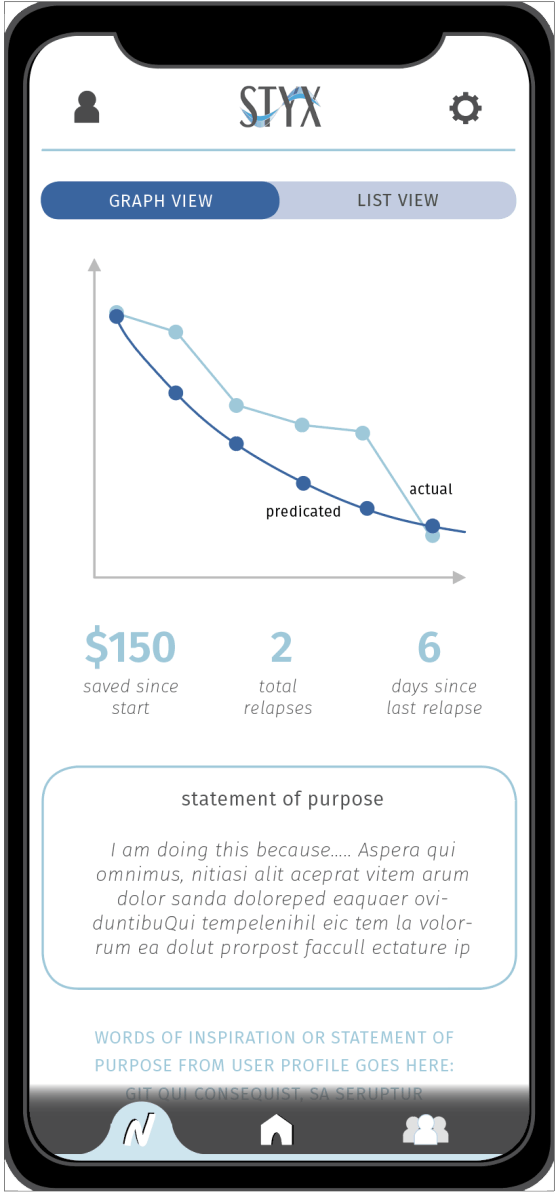 STYX
GRAPH VIEW
LIST VIEW
actual
predicated
$150
saved since
start
2
total
relapses
6
days since
last relapse
statement of purpose
I am doing this because..... Aspera qui
omnimus, nitiasi alit aceprat vitem arum
dolor sanda doloreped eaquaer ovi-
duntibuQui tempelenihil eic tem la volor-
rum ea dolut prorpost faccull ectature ip
WORDS OF INSPIRATION OR STATEMENT OF
PURPOSE FROM USER PROFILE GOES HERE:
GIT QUI CONSEQUIST, SA SERUPTUR
N